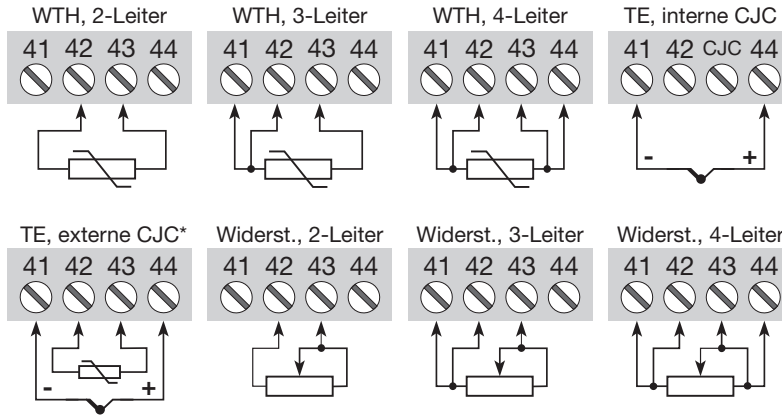 WTH, 2-Leiter WTH, 3-Leiter WTH, 4-Leiter TE, interne CJC
41 42 43 44 41 42 43 44 41 42 43 44 41 42 CJC 44
- +
TE, externe CJC* Widerst., 2-Leiter Widerst., 3-Leiter Widerst., 4-Leiter
41 42 43 44 41 42 43 44 41 42 43 44 41 42 43 44
- +